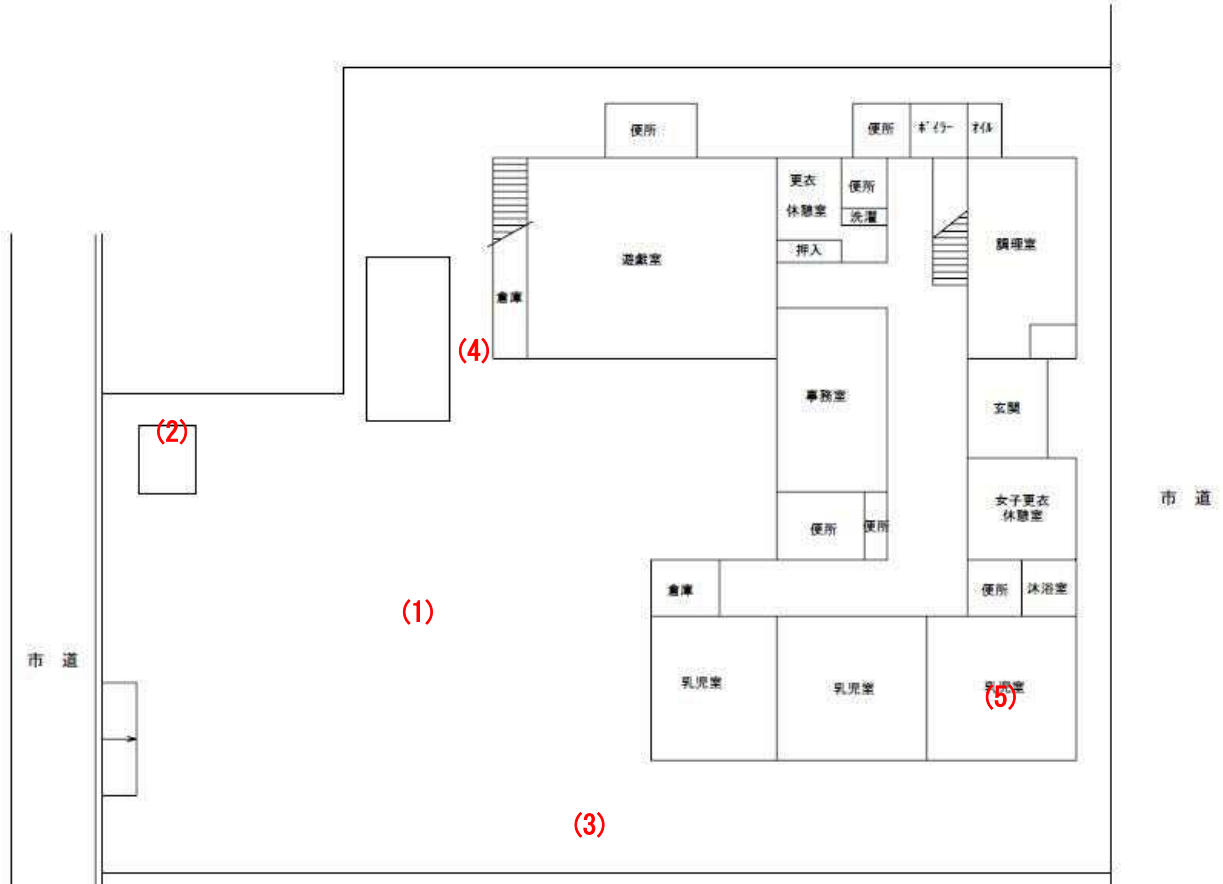 便所
便所
ボイラー
オイル
更衣
休憩室
便所
洗濯
押入
遊戯室
調理室
倉庫
(4)
事務室
玄関
(2)
女子更衣
休憩室
市 道
便所
便所
倉庫
便所
沐浴室
(1)
市 道
乳児室
乳児室
乳児室
(5)
(3)